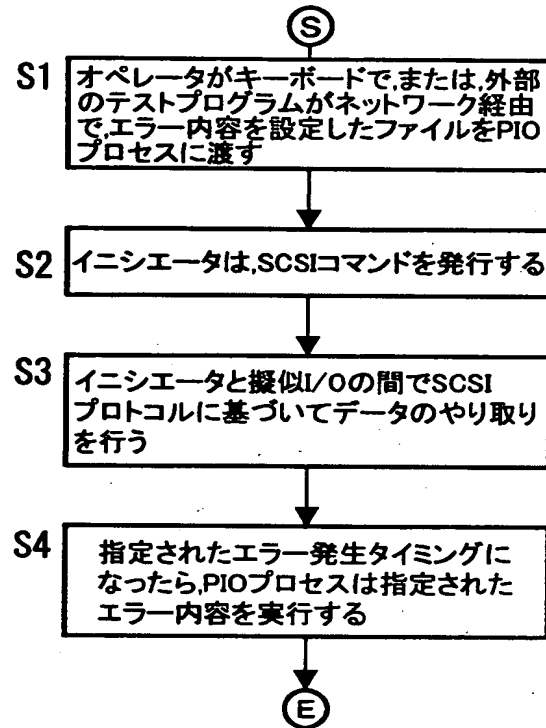 S
S1
オペレータがキーボードで,または,外部
のテストプログラムがネットワーク経由
で,エラー内容を設定したファイルをPIO
プロセスに渡す
S2
イニシエータは,SCSIコマンドを発行する
S3
イニシエータと擬似I/Oの間でSCSI
プロトコルに基づいてデータのやり取り
を行う
S4
指定されたエラー発生タイミングに
なったら,PIOプロセスは指定された
エラー内容を実行する
E